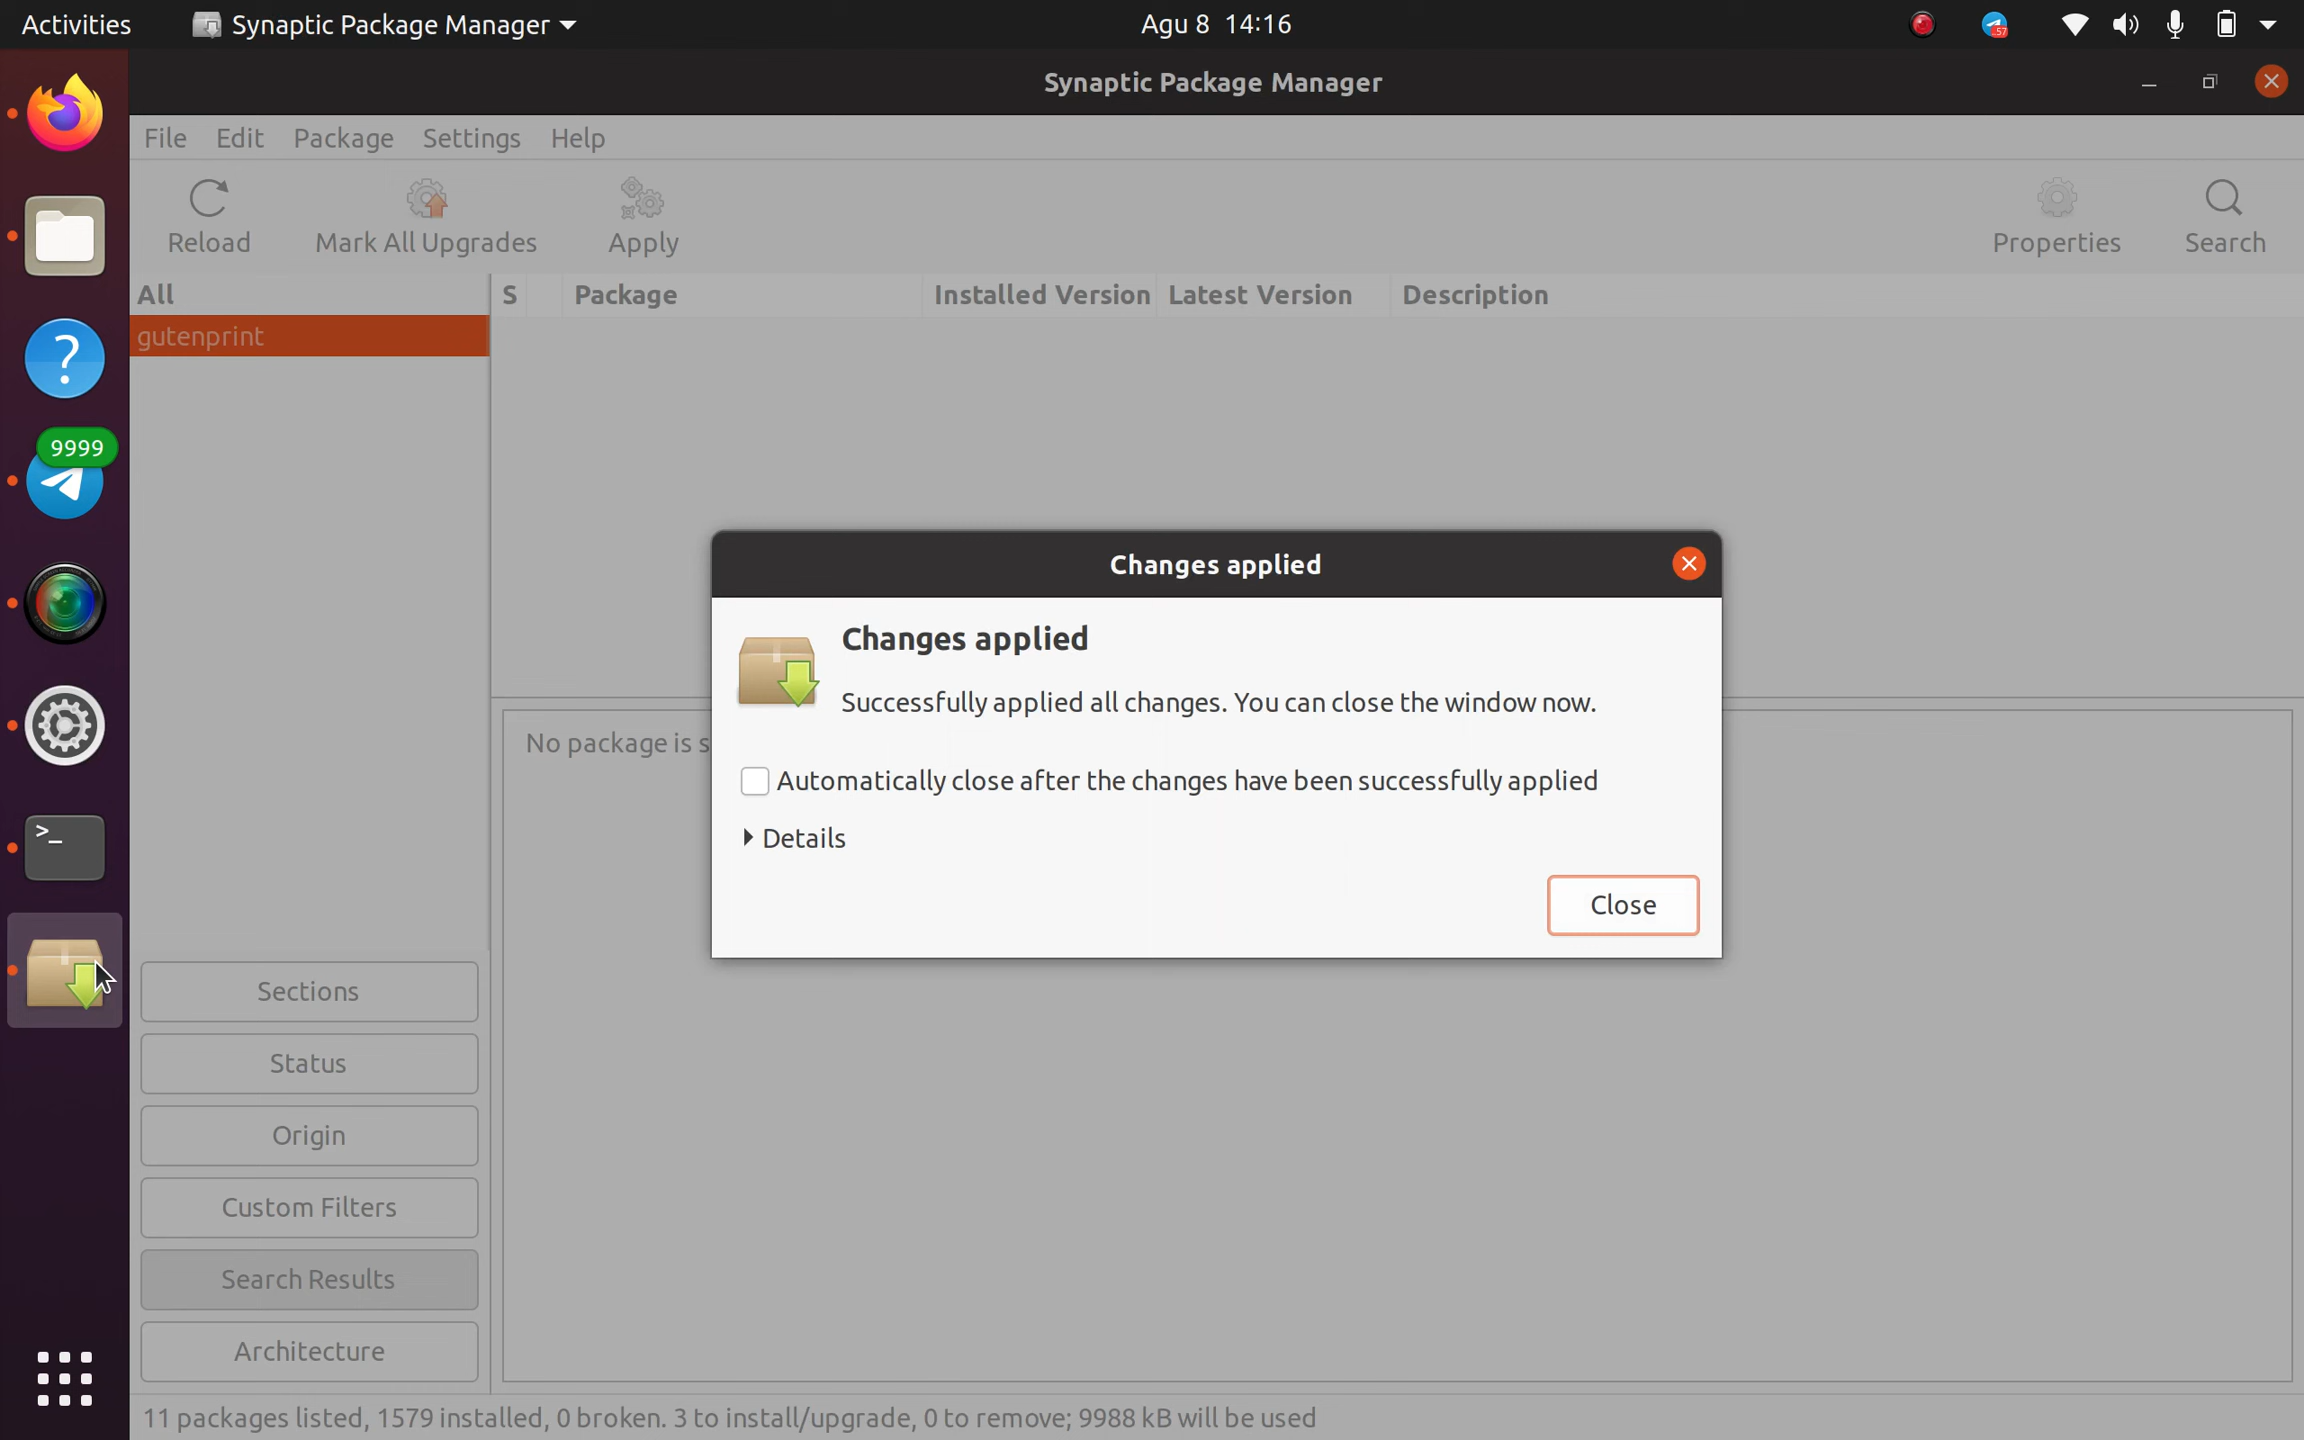 Activities
Synaptic Package Manager
Agu 8 14:16
57
Synaptic Package Manager
File Edit Package Settings Help
Reload
Mark All Upgrades
Apply
Properties
Search
All
gutenprint
S Package Installed Version Latest Version Description
9999
Changes applied
Changes applied
Successfully applied all changes. You can close the window now.
No package is s
Automatically close after the changes have been successfully applied
Details
Close
>_
Sections
Status
Origin
Custom Filters
Search Results
Architecture
11 packages listed, 1579 installed, 0 broken. 3 to install/upgrade, 0 to remove; 9988 kB will be used